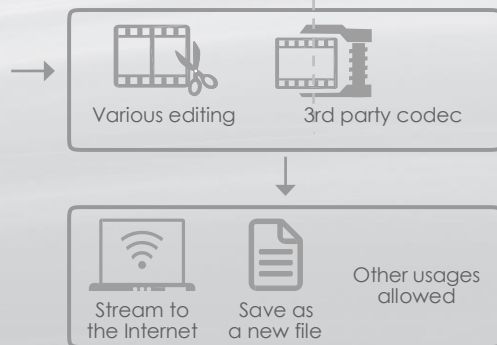 Various editing
3rd party codec
Stream to
the Internet
Save as
a new file
Other usages
allowed